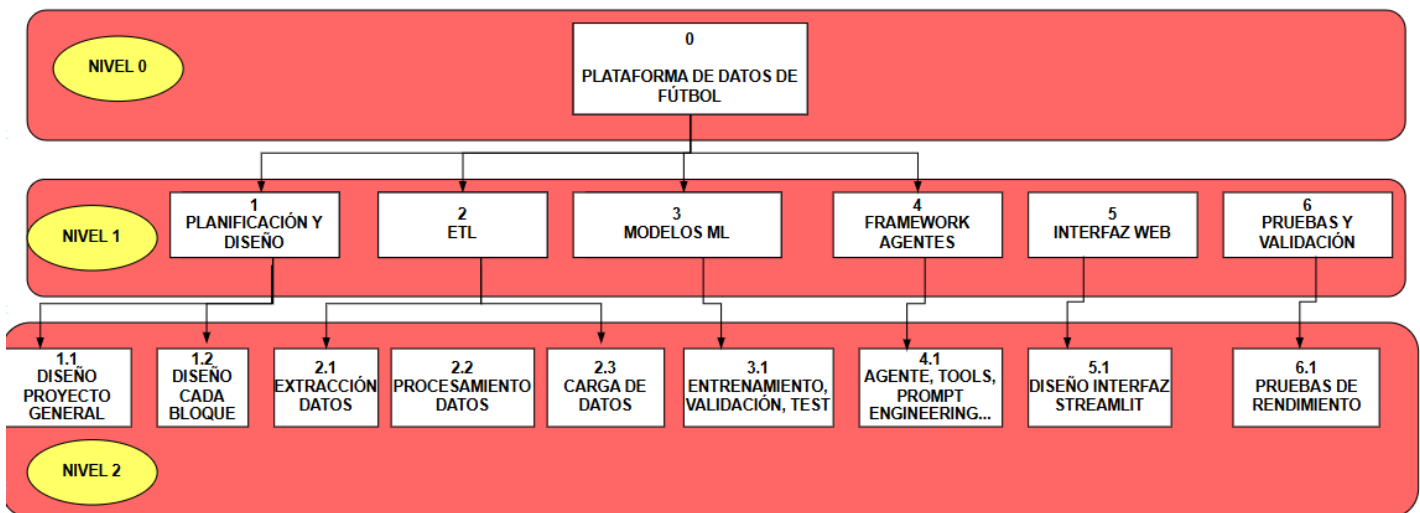 NIVEL 0
0
PLATAFORMA DE DATOS DE
FÚTBOL
NIVEL 1
1
PLANIFICACIÓN Y
DISEÑO
2
ETL
3
MODELOS ML
4
FRAMEWORK
AGENTES
5
INTERFAZ WEB
6
PRUEBAS Y
VALIDACIÓN
1.1
DISEÑO
PROYECTO
GENERAL
1.2
DISEÑO
CADA
BLOQUE
2.1
EXTRACCIÓN
DATOS
2.2
PROCESAMIENTO
DATOS
2.3
CARGA DE
DATOS
3.1
ENTRENAMIENTO,
VALIDACIÓN, TEST
4.1
AGENTE, TOOLS,
PROMPT
ENGINEERING...
5.1
DISEÑO INTERFAZ
STREAMLIT
6.1
PRUEBAS DE
RENDIMIENTO
NIVEL 2